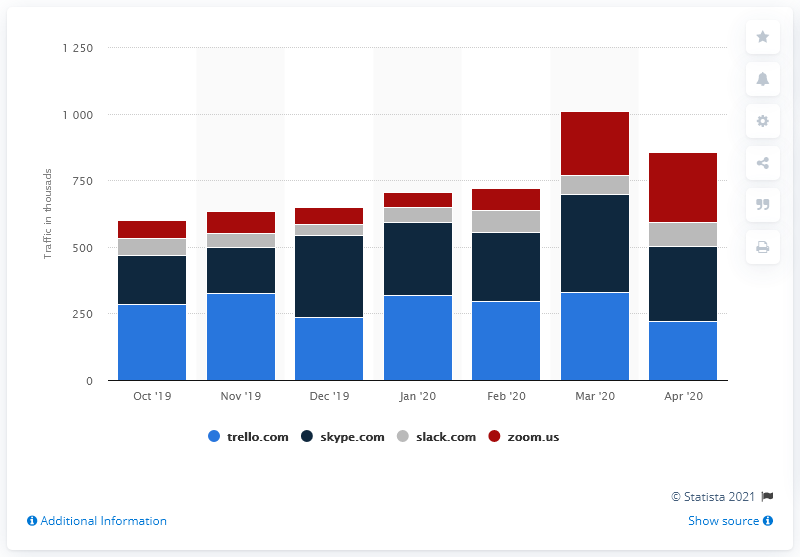 1 250
1 000
750
500
250
0
Traffic in thousads
Oct '19 Nov '19 Dec '19 Jan '20 Feb '20 Mar '20 Apr '20
trello.com skype.com slack.com zoom.us
© Statista 2021
Additional Information Show source